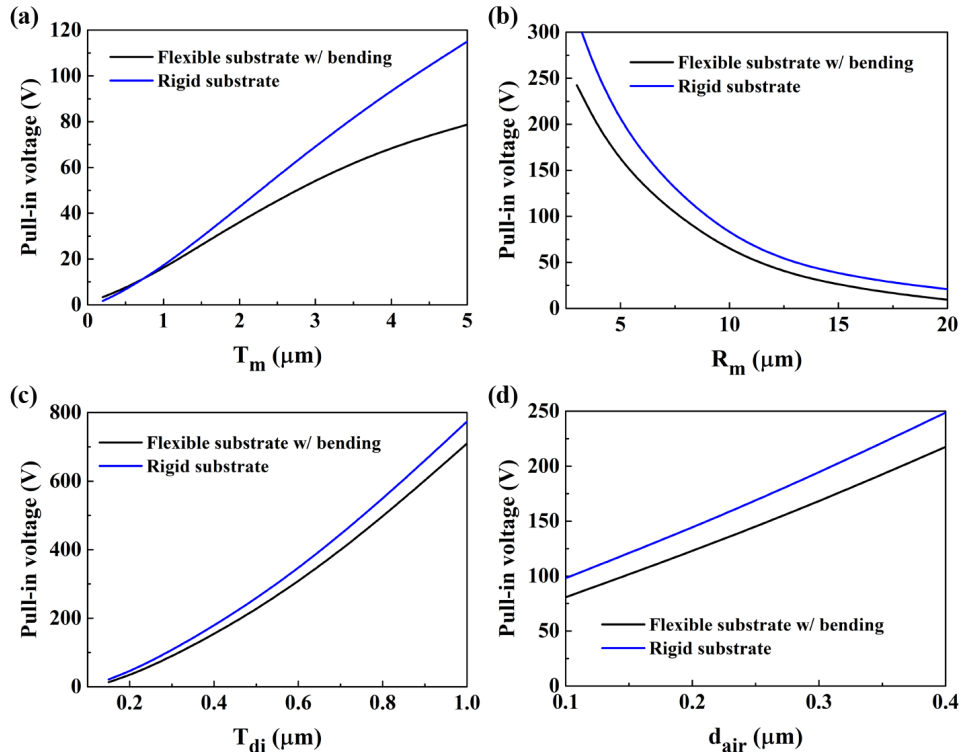 (a)
120
100
80
60
40
20
0
Pull-in voltage (V)
Flexible substrate w/ bending
Rigid substrate
0 1 2 3 4 5
Tm (μm)
(b)
300
250
200
150
100
50
0
Pull-in voltage (V)
Flexible substrate w/ bending
Rigid substrate
5 10 15 20
Rm (μm)
(c)
800
600
400
200
0
Pull-in voltage (V)
Flexible substrate w/ bending
Rigid substrate
0.2 0.4 0.6 0.8 1.0
Tdi (μm)
(d)
250
200
150
100
50
0
Pull-in voltage (V)
Flexible substrate w/ bending
Rigid substrate
0.1 0.2 0.3 0.4
dair (μm)